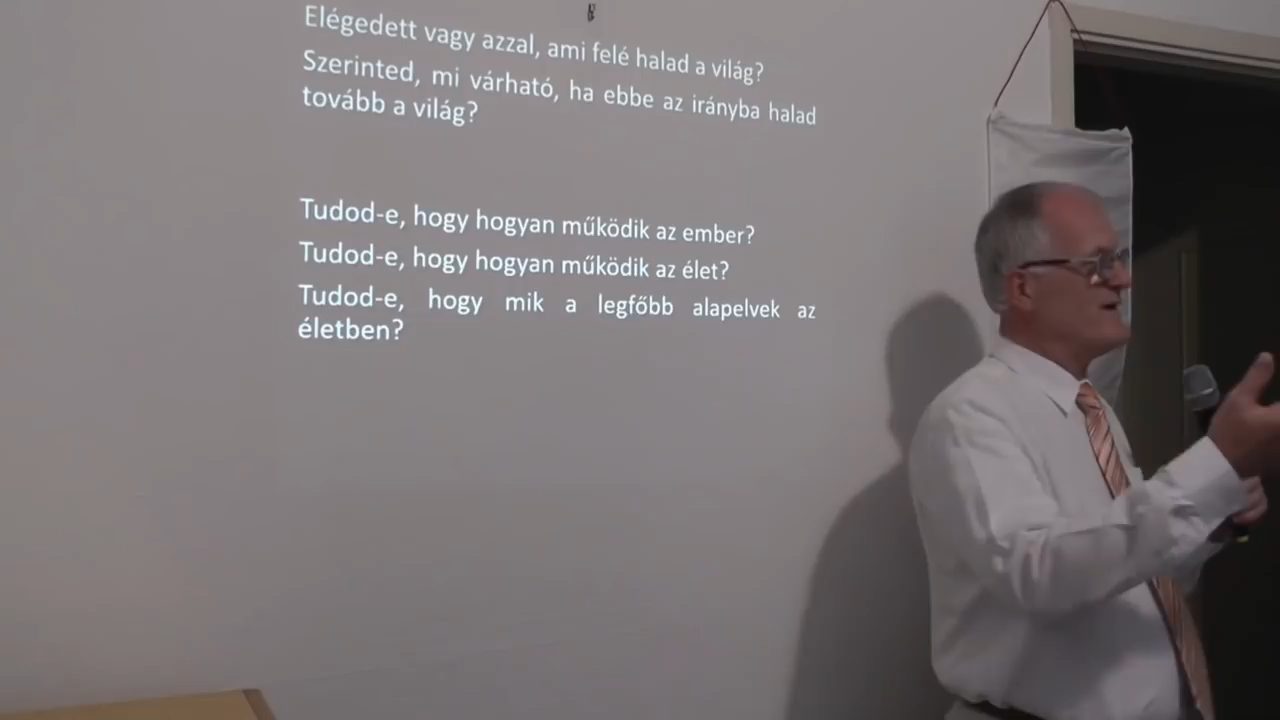 Elégedett vagy azzal, ami felé halad a világ?
Szerinted, mi várható, ha ebbe az irányba halad
tovább a világ?
Tudod-e, hogy hogyan működik az ember?
Tudod-e, hogy hogyan működik az élet?
Tudod-e, hogy mik a legfőbb alapelvek az
életben?